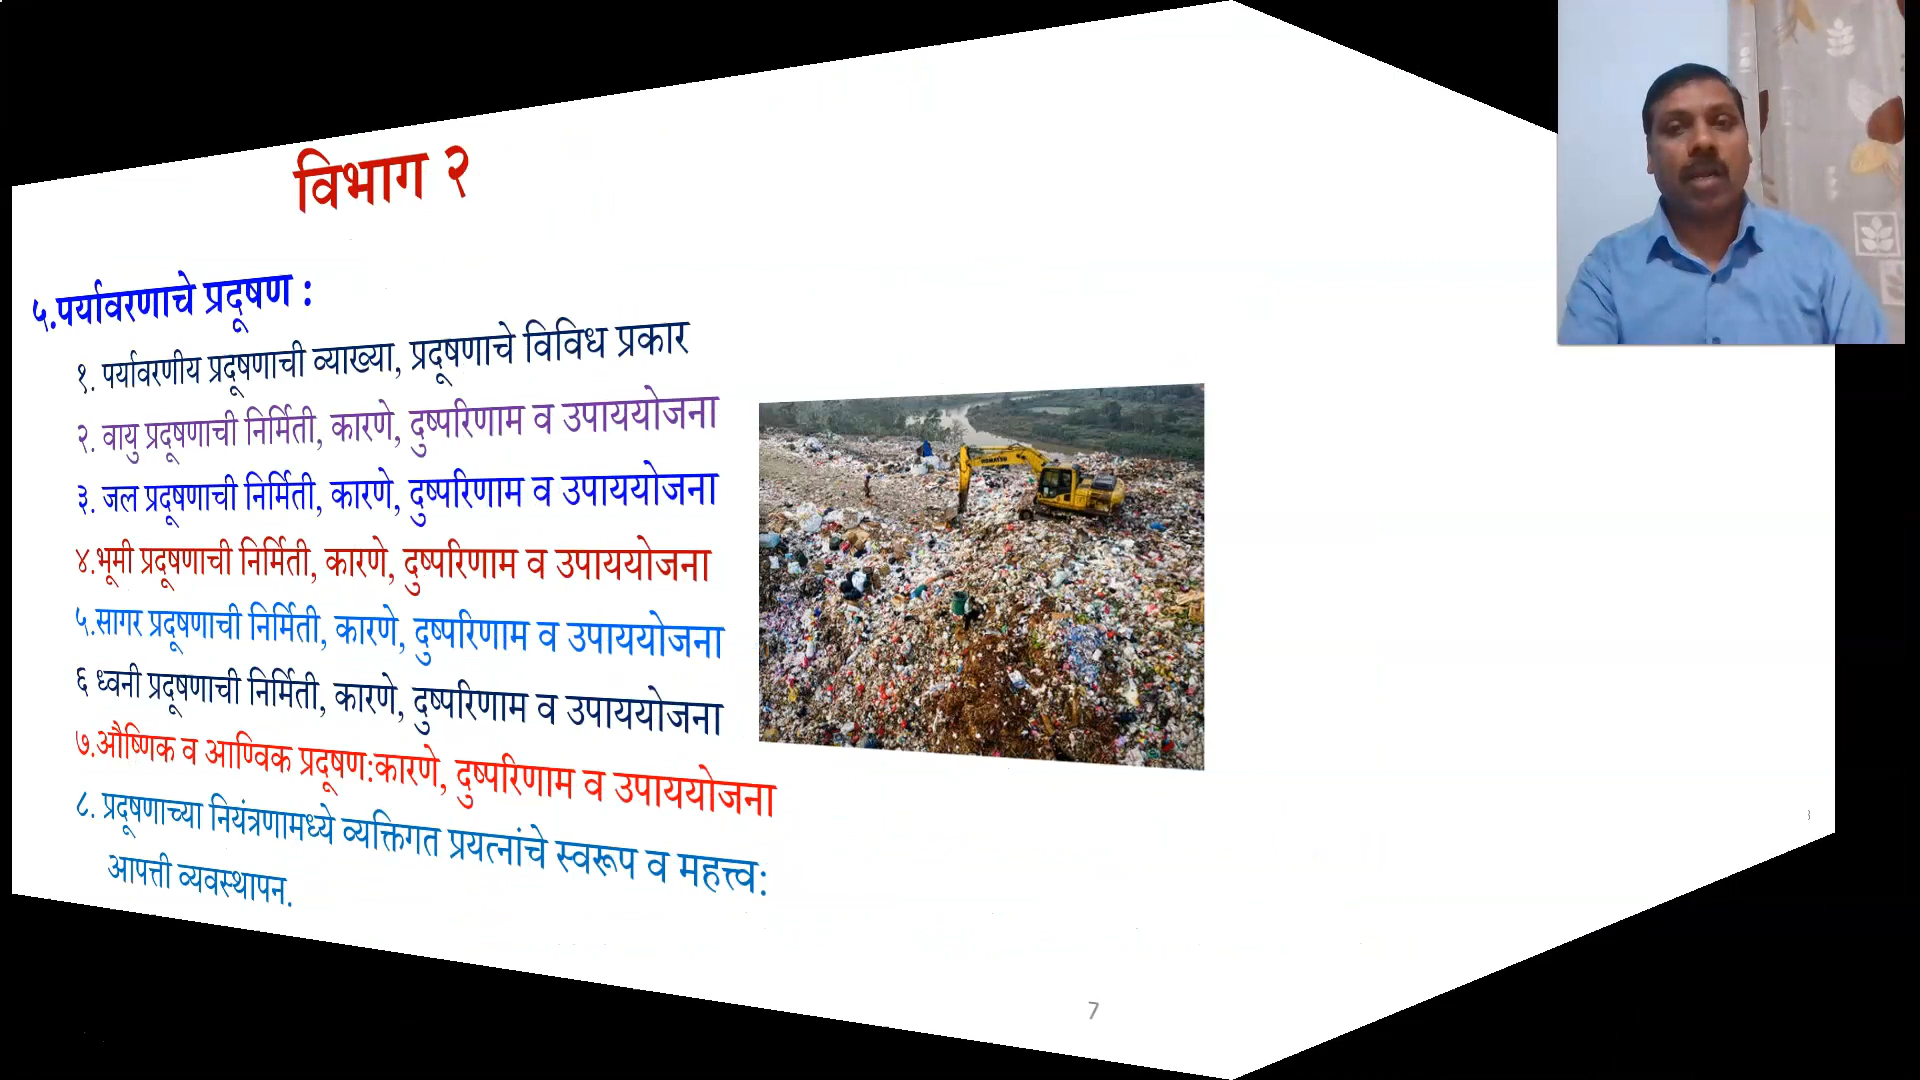 विभाग २
५.पर्यावरणाचे प्रदूषण :
१. पर्यावरणीय प्रदूषणाची व्याख्या, प्रदूषणाचे विविध प्रकार
२. वायु प्रदूषणाची निर्मिती, कारणे, दुष्परिणाम व उपाययोजना
३. जल प्रदूषणाची निर्मिती, कारणे, दुष्परिणाम व उपाययोजना
४.भूमी प्रदूषणाची निर्मिती, कारणे, दुष्परिणाम व उपाययोजना
५.सागर प्रदूषणाची निर्मिती, कारणे, दुष्परिणाम व उपाययोजना
६ ध्वनी प्रदूषणाची निर्मिती, कारणे, दुष्परिणाम व उपाययोजना
७.औष्णिक व आण्विक प्रदूषण:कारणे, दुष्परिणाम व उपाययोजना
८. प्रदूषणाच्या नियंत्रणामध्ये व्यक्तिगत प्रयत्नांचे स्वरूप व महत्त्व:
आपत्ती व्यवस्थापन.
KOMATSU
7